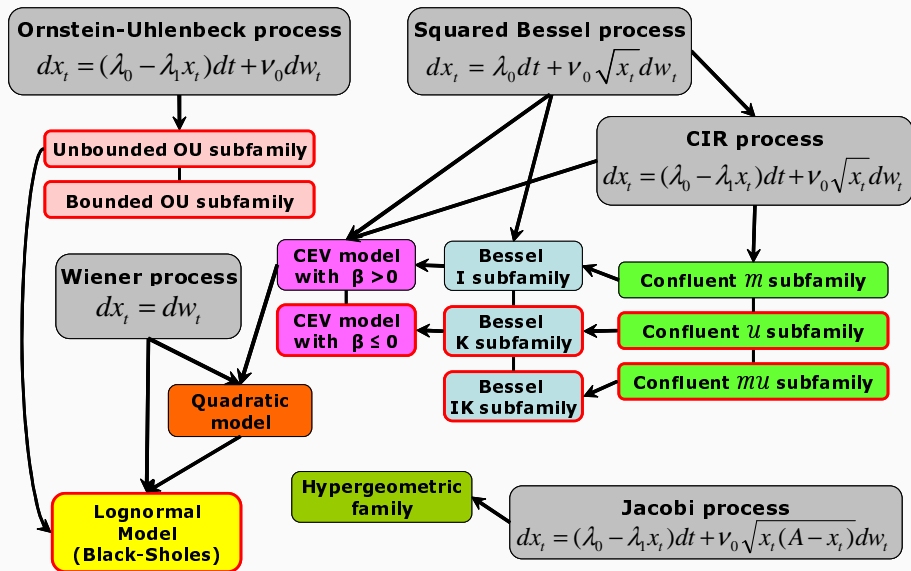 Ornstein-Uhlenbeck process
dx_t = (λ_0 − λ_1 x_t)dt + ν_0 dw_t
Squared Bessel process
dx_t = λ_0 dt + ν_0 √x_t dw_t
CIR process
dx_t = (λ_0 − λ_1 x_t)dt + ν_0 √x_t dw_t
Unbounded OU subfamily
Bounded OU subfamily
Wiener process
dx_t = dw_t
CEV model
with β >0
Bessel
I subfamily
Confluent m subfamily
CEV model
with β ≤ 0
Bessel
K subfamily
Confluent u subfamily
Bessel
IK subfamily
Confluent mu subfamily
Quadratic
model
Lognormal
Model
(Black-Sholes)
Hypergeometric
family
Jacobi process
dx_t = (λ_0 − λ_1 x_t)dt + ν_0 √(x_t(A − x_t)) dw_t